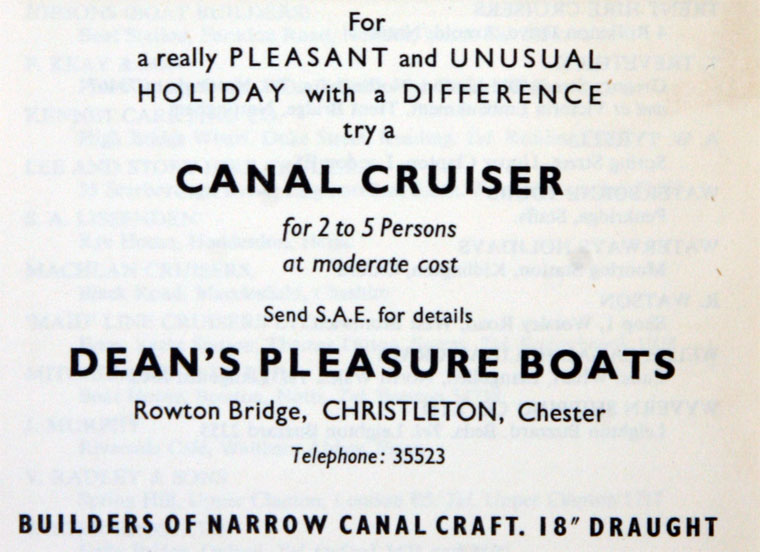 For
a really PLEASANT and UNUSUAL
HOLIDAY with a DIFFERENCE
try a
CANAL CRUISER
for 2 to 5 Persons
at moderate cost
Send S.A.E. for details
DEAN'S PLEASURE BOATS
Rowton Bridge, CHRISTLETON, Chester
Telephone: 35523
BUILDERS OF NARROW CANAL CRAFT. 18" DRAUGHT